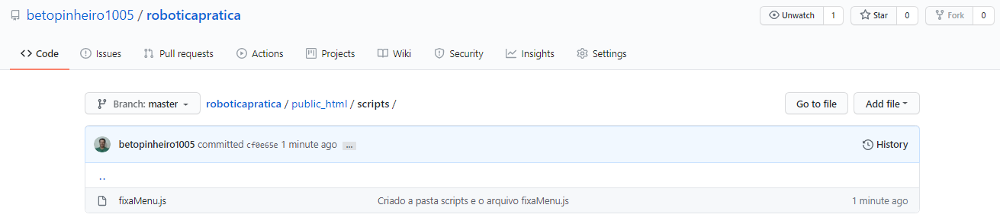 betopinheiro1005 / roboticapratica Unwatch 1 Star 0 Fork 0
Code Issues Pull requests Actions Projects Wiki Security Insights Settings
Branch: master roboticapratica / public_html / scripts / Go to file Add file
betopinheiro1005 committed cf0e65e 1 minute ago ... History
..
fixaMenu.js Criado a pasta scripts e o arquivo fixaMenu.js 1 minute ago